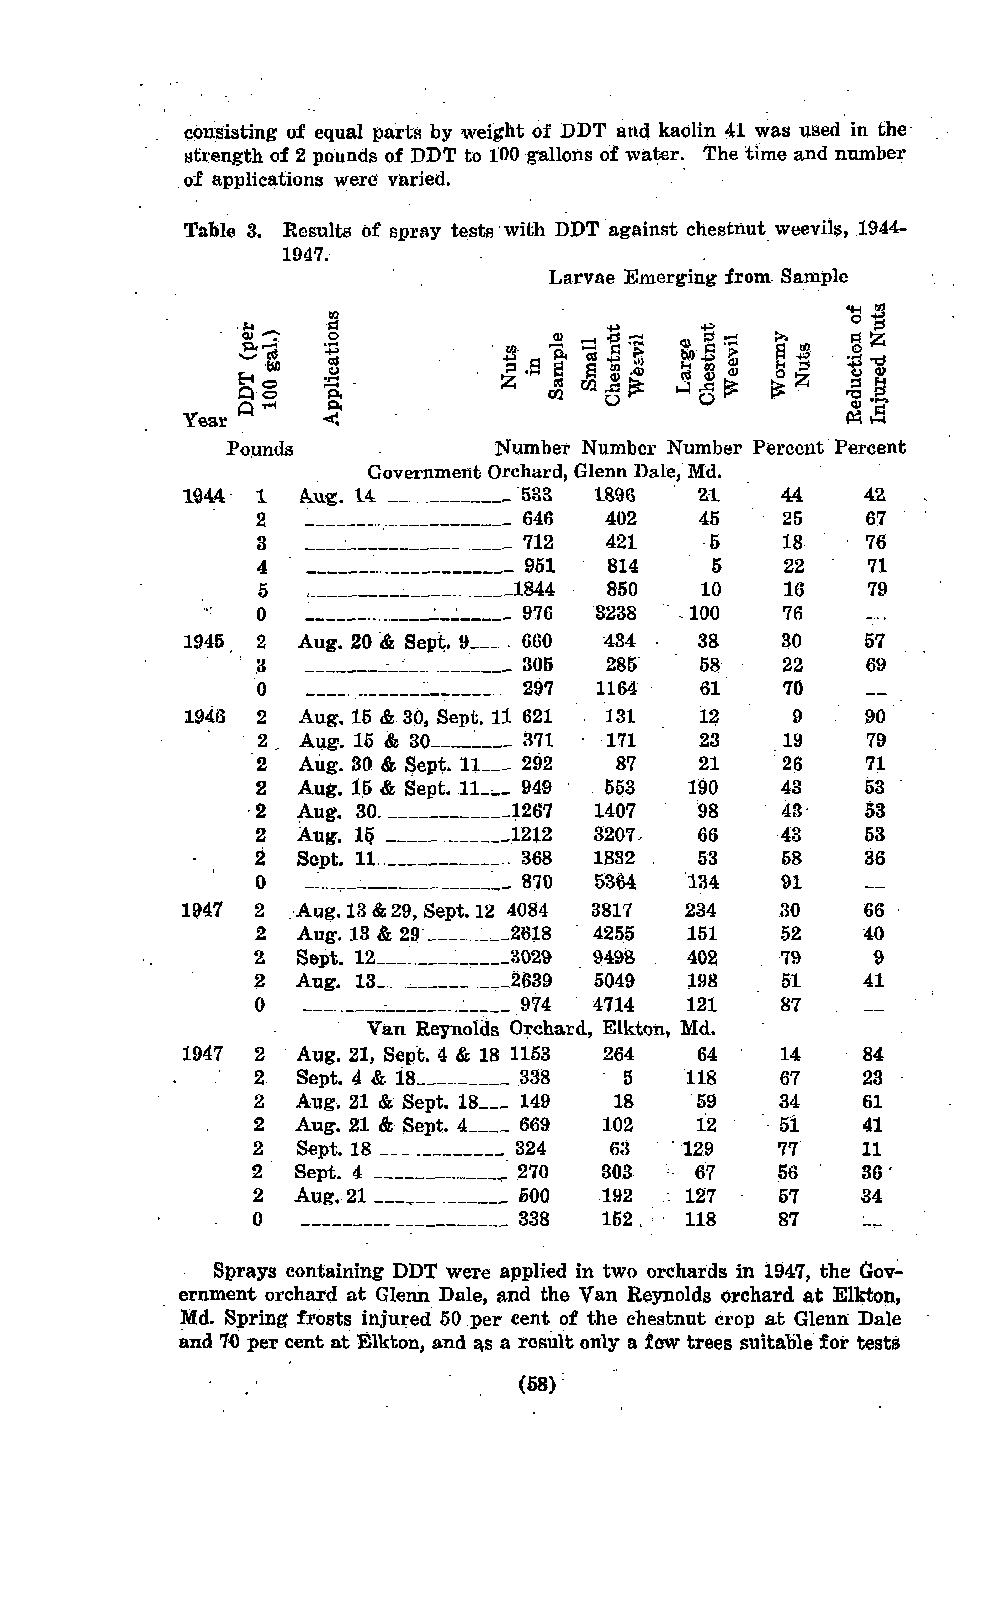 consisting of equal parts by weight of DDT and kaolin 41 was used in the
strength of 2 pounds of DDT to 100 gallons of water. The time and number
of applications were varied.
Table 3. Results of spray tests with DDT against chestnut weevils, 1944-
1947.
Larvae Emerging from Sample
Year DDT (per 100 gal.) Applications Nuts in Sample Small Chestnut Weevil Large Chestnut Weevil Wormy Nuts Reduction of Injured Nuts
Pounds Number Number Number Percent Percent
Government Orchard, Glenn Dale, Md.
1944 1 Aug. 14 533 1896 21 44 42
2 646 402 45 25 67
3 712 421 5 18 76
4 951 814 5 22 71
5 1844 850 10 16 79
0 976 3238 100 76 --
1945 2 Aug. 20 & Sept. 9 660 434 38 30 57
3 305 285 58 22 69
0 297 1164 61 70 --
1946 2 Aug. 15 & 30, Sept. 11 621 131 12 9 90
2 Aug. 15 & 30 371 171 23 19 79
2 Aug. 30 & Sept. 11 292 87 21 26 71
2 Aug. 15 & Sept. 11 949 553 190 43 53
2 Aug. 30 1267 1407 98 43 53
2 Aug. 15 1212 3207 66 43 53
2 Sept. 11 368 1832 53 58 36
0 870 5364 134 91 --
1947 2 Aug. 13 & 29, Sept. 12 4084 3817 234 30 66
2 Aug. 13 & 29 2618 4255 151 52 40
2 Sept. 12 3029 9498 402 79 9
2 Aug. 13 2639 5049 198 51 41
0 974 4714 121 87 --
Van Reynolds Orchard, Elkton, Md.
1947 2 Aug. 21, Sept. 4 & 18 1153 264 64 14 84
2 Sept. 4 & 18 338 5 118 67 23
2 Aug. 21 & Sept. 18 149 18 59 34 61
2 Aug. 21 & Sept. 4 669 102 12 51 41
2 Sept. 18 324 63 129 77 11
2 Sept. 4 270 303 67 56 36
2 Aug. 21 500 192 127 57 34
0 338 152 118 87 --
Sprays containing DDT were applied in two orchards in 1947, the Gov-
ernment orchard at Glenn Dale, and the Van Reynolds orchard at Elkton,
Md. Spring frosts injured 50 per cent of the chestnut crop at Glenn Dale
and 70 per cent at Elkton, and as a result only a few trees suitable for tests
(58)